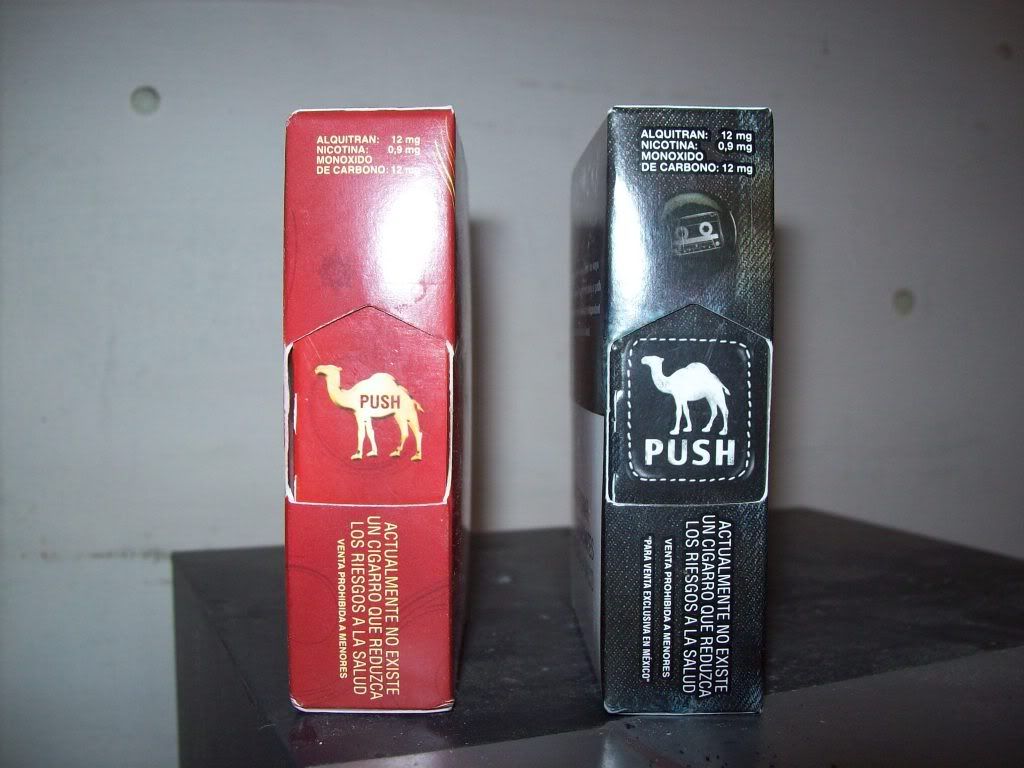 ALQUITRAN: 12 mg
NICOTINA: 0,9 mg
MONOXIDO
DE CARBONO: 12 mg
PUSH
ACTUALMENTE NO EXISTE
UN CIGARRO QUE REDUZCA
LOS RIESGOS A LA SALUD
VENTA PROHIBIDA A MENORES
ALQUITRAN: 12 mg
NICOTINA: 0,9 mg
MONOXIDO
DE CARBONO: 12 mg
PUSH
ACTUALMENTE NO EXISTE
UN CIGARRO QUE REDUZCA
LOS RIESGOS A LA SALUD
VENTA PROHIBIDA A MENORES
"PARA VENTA EXCLUSIVA EN MÉXICO"